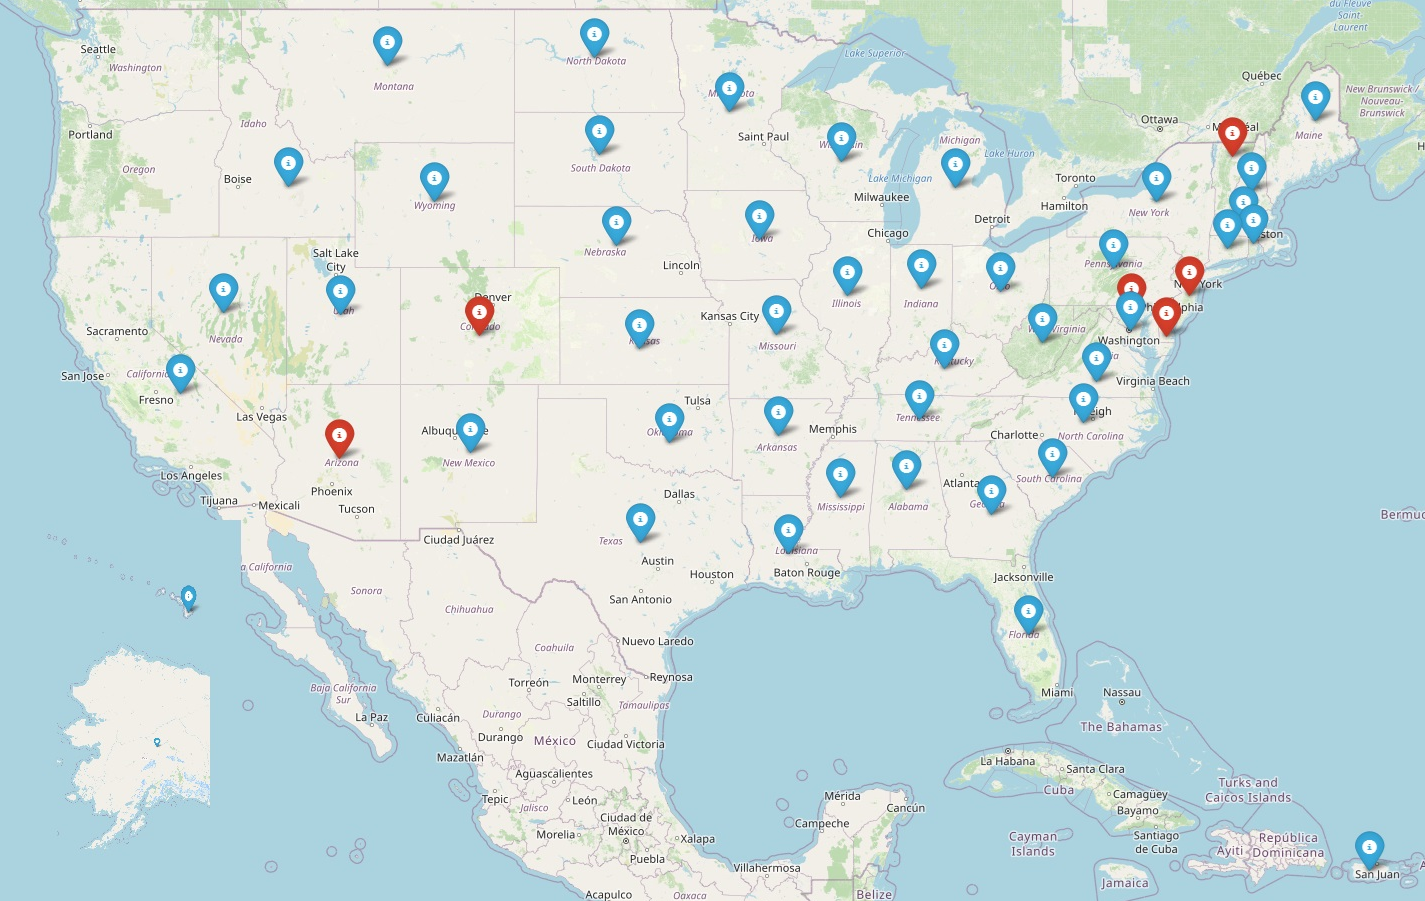 du Fleuve
Saint
Laurent
Seattle
Washington
Montana
North Dakota
Lake Superior
Québec
New Brunswick /
Nouveau-
Brunswick
Portland
Idaho
Saint Paul
Ottawa
Maine
Oregon
Boise
Wyoming
South Dakota
Michigan
Lake Huron
Lake Michigan
Milwaukee
Toronto
Hamilton
New York
Detroit
Chicago
Iowa
Nebraska
Salt Lake
City
Lincoln
Illinois
Indiana
Denver
Kansas City
Missouri
Nevada
Sacramento
Washington
San Jose
California
Fresno
Virginia Beach
Las Vegas
Tulsa
Tennessee
Memphis
Charlotte
North Carolina
Arkansas
New Mexico
Arizona
Los Angeles
Phoenix
Tucson
Tijuana
Mexicali
Dallas
Mississippi
Alabama
Atlanta
South Carolina
Texas
Ciudad Juárez
Austin
Houston
Baton Rouge
Jacksonville
a California
Sonora
Chihuahua
San Antonio
Florida
Nuevo Laredo
Coahuila
Reynosa
Monterrey
Torreón
Saltillo
Tamaulipas
Baja California
Sur
La Paz
Culiacán
Durango
Durango
México
Ciudad Victoria
Mazatlán
Miami
Nassau
The Bahamas
La Habana
Santa Clara
Cuba
Camagüey
Bayamo
Santiago
de Cuba
Turks and
Caicos Islands
Aguascalientes
Tepic
León
Jalisco
Ciudad de
México
Morelia
Xalapa
Puebla
Villahermosa
Acapulco
Oaxaca
Mérida
Cancún
Campeche
Belize
Cayman
Islands
Jamaica
Ayiti
República
Dominicana
San Juan